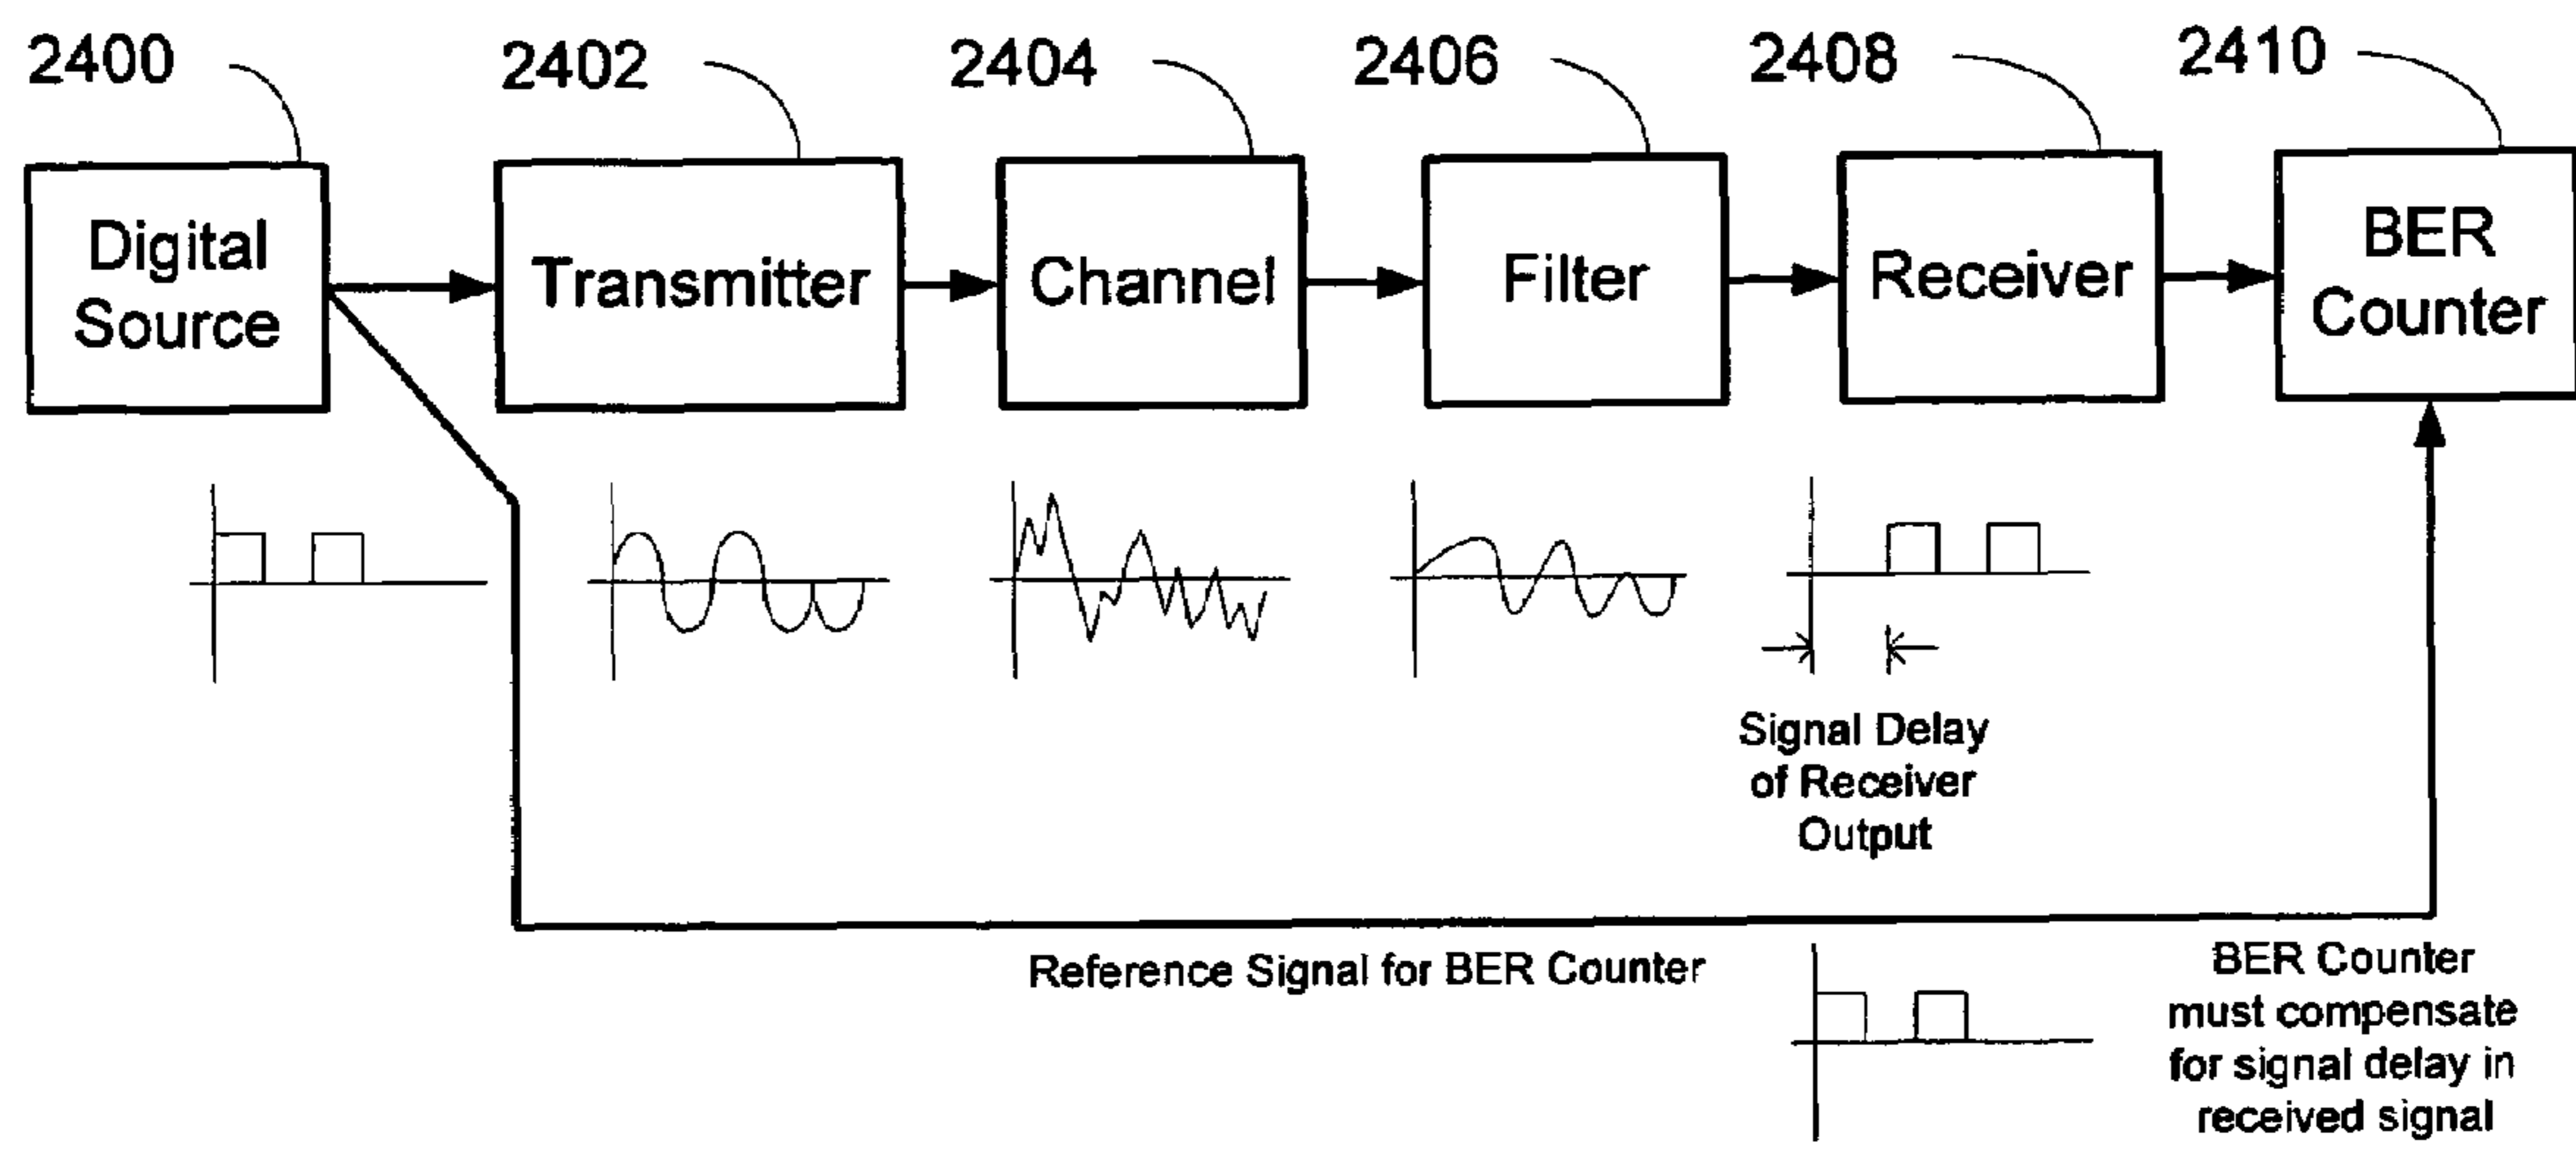 2400
2402
2404
2406
2408
2410
Digital
Source
Transmitter
Channel
Filter
Receiver
BER
Counter
Signal Delay
of Receiver
Output
Reference Signal for BER Counter
BER Counter
must compensate
for signal delay in
received signal